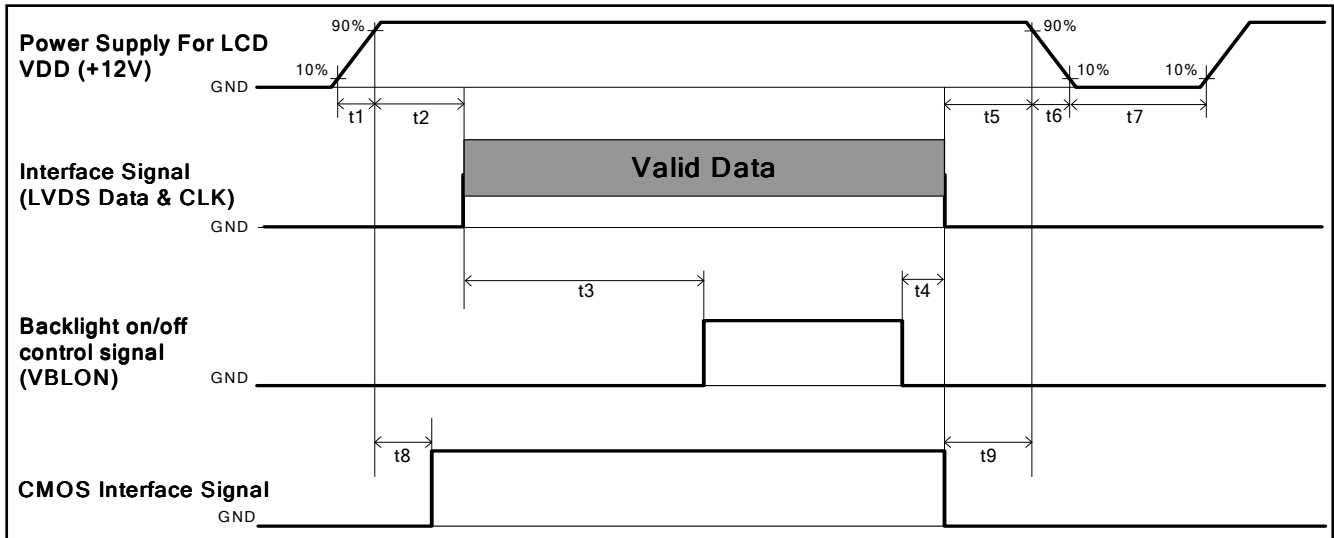 90%
90%
Power Supply For LCD
VDD (+12V)
10%
10%
10%
GND
t1
t2
t5
t6
t7
Valid Data
Interface Signal
(LVDS Data & CLK)
GND
t3
t4
Backlight on/off
control signal
(VBLON)
GND
t8
t9
CMOS Interface Signal
GND